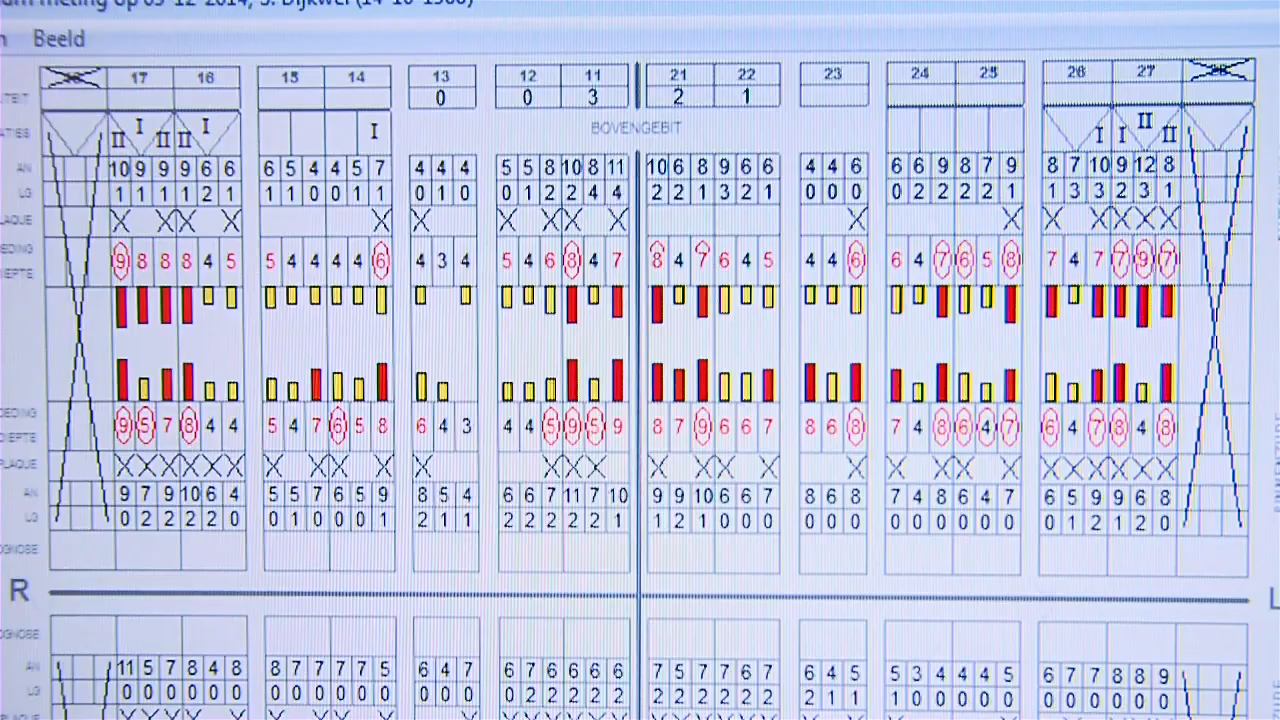 Beeld
17 16 15 14 13 12 11 21 22 23 24 25 26 27
0 0 3 2 1
BOVENGEBIT
I I I II
II II II I I II
AN 10 9 9 9 6 6 6 5 4 4 5 7 4 4 4 5 5 8 10 8 11 10 6 8 9 6 6 4 4 6 6 6 9 8 7 9 8 7 10 9 12 8
LG 1 1 1 1 2 1 1 1 0 0 1 1 0 1 0 0 1 2 2 4 4 2 2 1 3 2 1 0 0 0 0 2 2 2 2 1 1 3 3 2 3 1
X X X X X X X X X X X X X X X X X
9 8 8 8 4 5 5 4 4 4 4 6 4 3 4 5 4 6 8 4 7 8 4 7 6 4 5 4 4 6 6 4 7 6 5 8 7 4 7 7 9 7
9 5 7 8 4 4 5 4 7 6 5 8 6 4 3 4 4 5 9 5 9 8 7 9 6 6 7 8 6 8 7 4 8 6 4 7 6 4 7 8 4 8
PLAQUE X X X X X X X X X X X X X X X X X X X X X X X X X X X X X
AN 9 7 9 10 6 4 5 5 7 6 5 9 8 5 4 6 6 7 11 7 10 9 9 10 6 6 7 8 6 8 7 4 8 6 4 7 6 5 9 9 6 8
LG 0 2 2 2 2 0 0 1 0 0 0 1 2 1 1 2 2 2 2 2 1 1 2 1 0 0 0 0 0 0 0 0 0 0 0 0 0 1 2 1 2 0
R
AN 11 5 7 8 4 8 8 7 7 7 7 5 6 4 7 6 7 6 6 6 6 7 5 7 7 6 7 6 4 5 5 3 4 4 4 5 6 7 7 8 8 9
LG 0 0 0 0 0 0 0 0 0 0 0 0 0 0 0 0 2 2 2 2 2 2 2 2 2 2 2 2 1 1 1 0 0 0 0 0 0 0 0 0 0 0